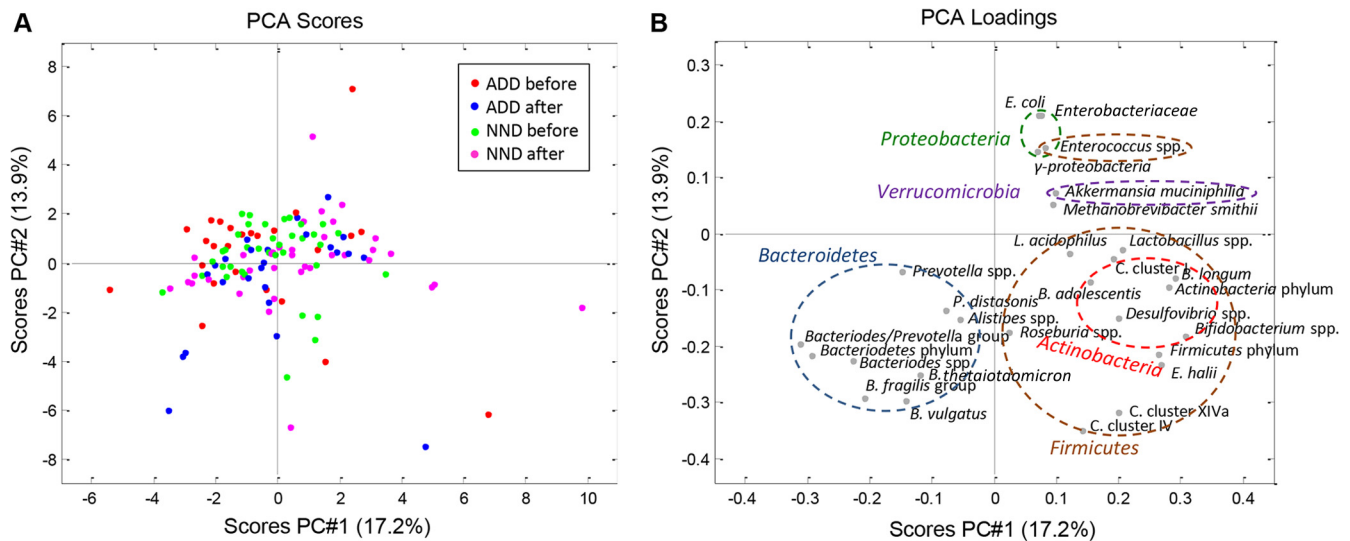 A
PCA Scores
8
6
4
2
0
-2
-4
-6
-8
-6
-4
-2
0
2
4
6
8
10
Scores PC#2 (13.9%)
Scores PC#1 (17.2%)
ADD before
ADD after
NND before
NND after
B
PCA Loadings
0.3
0.2
0.1
0
-0.1
-0.2
-0.3
-0.4
-0.4
-0.3
-0.2
-0.1
0
0.1
0.2
0.3
0.4
Scores PC#2 (13.9%)
Scores PC#1 (17.2%)
E. coli
Enterobacteriaceae
Proteobacteria
Enterococcus spp.
γ-proteobacteria
Verrucomicrobia
Akkermansia muciniphilia
Methanobrevibacter smithii
L. acidophilus
Lactobacillus spp.
Bacteroidetes
Prevotella spp.
C. cluster I
B. longum
B. adolescentis
Actinobacteria phylum
P. distasonis
Alistipes spp.
Desulfovibrio spp.
Roseburia spp.
Bifidobacterium spp.
Bacteriodes/Prevotella group
Bacteriodetes phylum
Actinobacteria
Firmicutes phylum
Bacteriodes spp.
E. halii
B. thetaiotaomicron
B. fragilis group
B. vulgatus
C. cluster XIVa
C. cluster IV
Firmicutes